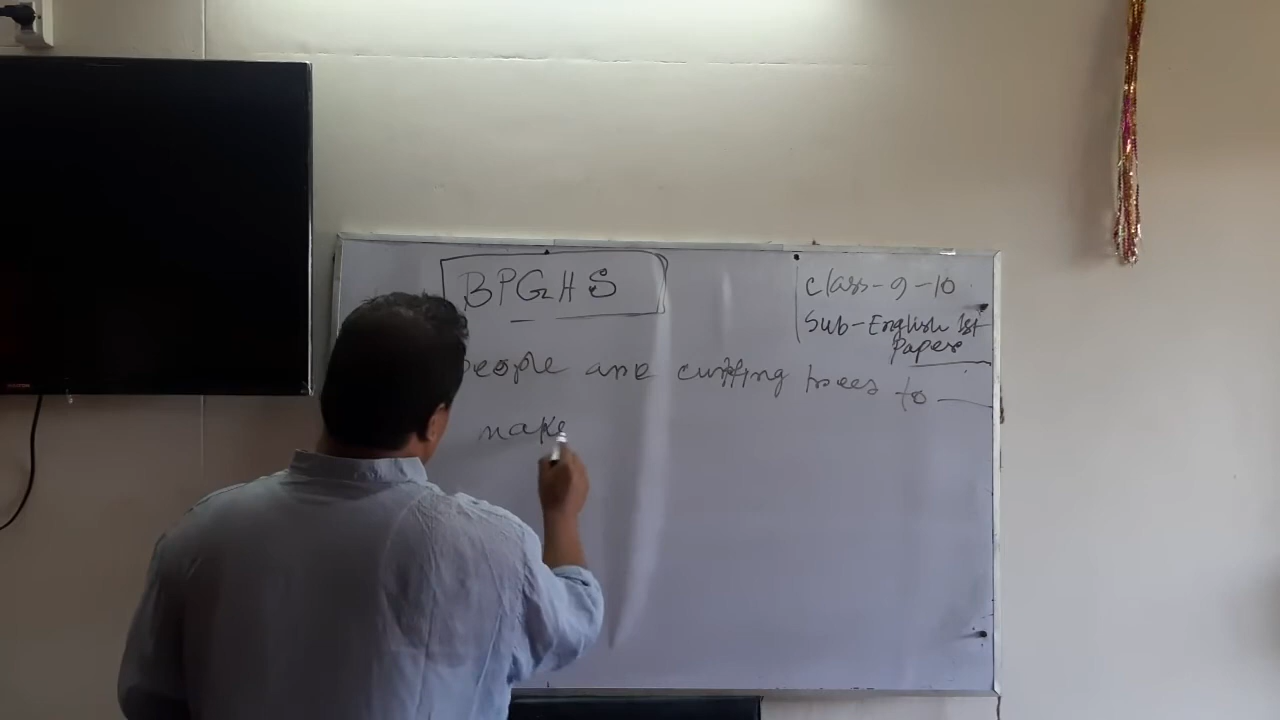 BPGHS
class-9-10
Sub-English 1st
Paper
people are cutting trees to
make